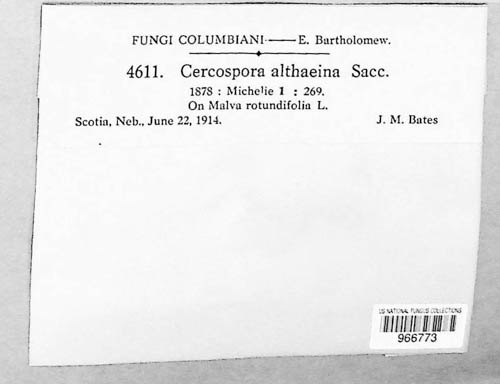 FUNGI COLUMBIANI — E. Bartholomew.
4611. Cercospora althaeina Sacc.
1878 : Michelie 1 : 269.
On Malva rotundifolia L.
Scotia, Neb., June 22, 1914. J. M. Bates
US NATIONAL FUNGUS COLLECTIONS
966773